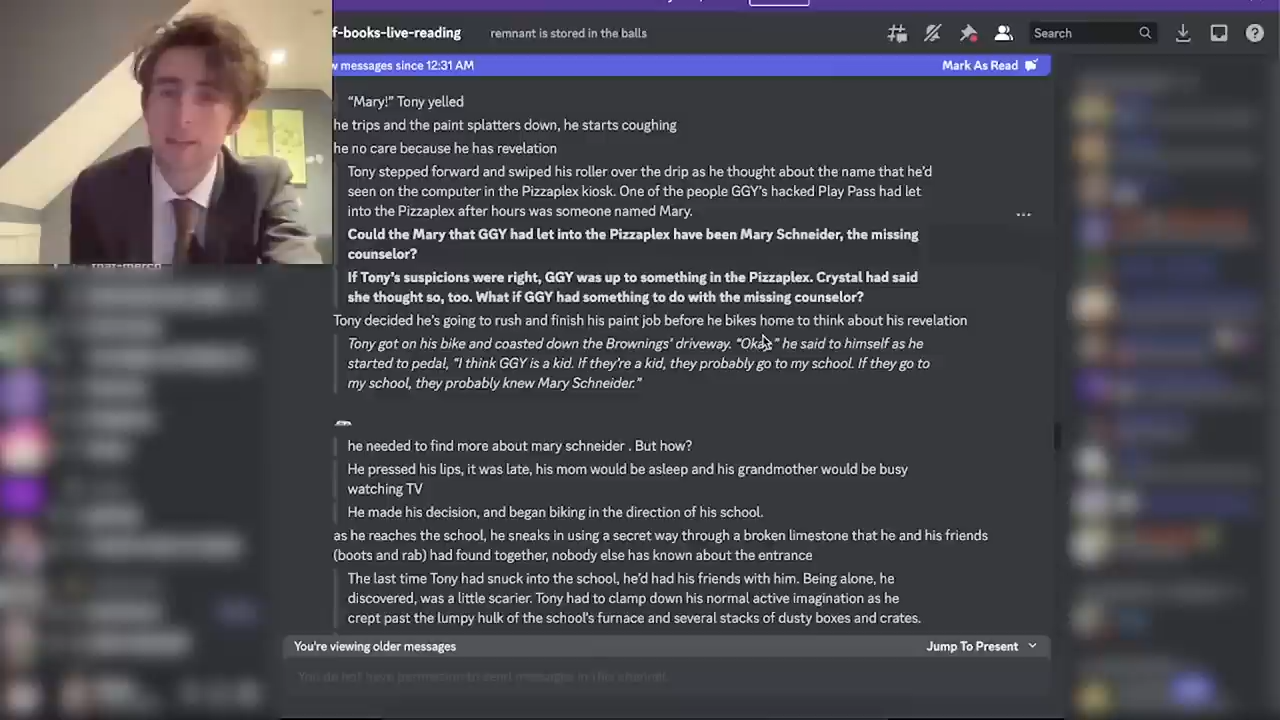 f-books-live-reading
remnant is stored in the balls
Search
w messages since 12:31 AM
Mark As Read
“Mary!” Tony yelled
he trips and the paint splatters down, he starts coughing
he no care because he has revelation
Tony stepped forward and swiped his roller over the drip as he thought about the name that he’d
seen on the computer in the Pizzaplex kiosk. One of the people GGY’s hacked Play Pass had let
into the Pizzaplex after hours was someone named Mary.
Could the Mary that GGY had let into the Pizzaplex have been Mary Schneider, the missing
counselor?
If Tony’s suspicions were right, GGY was up to something in the Pizzaplex. Crystal had said
she thought so, too. What if GGY had something to do with the missing counselor?
Tony decided he’s going to rush and finish his paint job before he bikes home to think about his revelation
Tony got on his bike and coasted down the Brownings’ driveway. “Okay,” he said to himself as he
started to pedal, “I think GGY is a kid. If they’re a kid, they probably go to my school. If they go to
my school, they probably knew Mary Schneider.”
he needed to find more about mary schneider . But how?
He pressed his lips, it was late, his mom would be asleep and his grandmother would be busy
watching TV
He made his decision, and began biking in the direction of his school.
as he reaches the school, he sneaks in using a secret way through a broken limestone that he and his friends
(boots and rab) had found together, nobody else has known about the entrance
The last time Tony had snuck into the school, he’d had his friends with him. Being alone, he
discovered, was a little scarier. Tony had to clamp down his normal active imagination as he
crept past the lumpy hulk of the school’s furnace and several stacks of dusty boxes and crates.
You're viewing older messages
Jump To Present
You do not have permission to send messages in this channel.